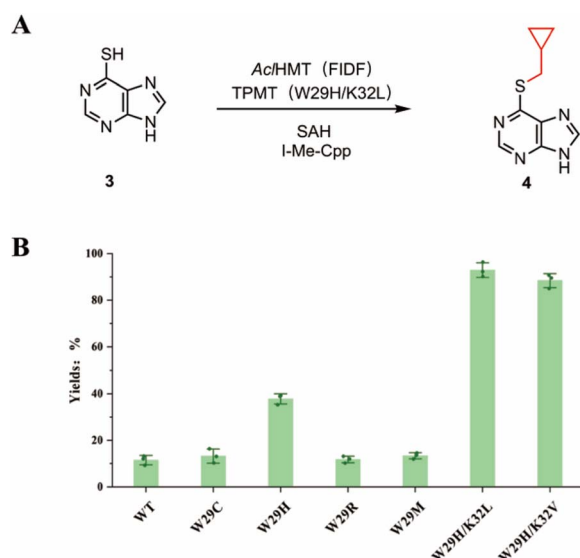 A
SH
N
N
N
N
H
3
AclHMT（FIDF）
TPMT（W29H/K32L）
SAH
I-Me-Cpp
S
N
N
N
N
H
4
B
Yields：%
100
80
60
40
20
0
WT
W29C
W29H
W29R
W29M
W29H/K32L
W29H/K32V